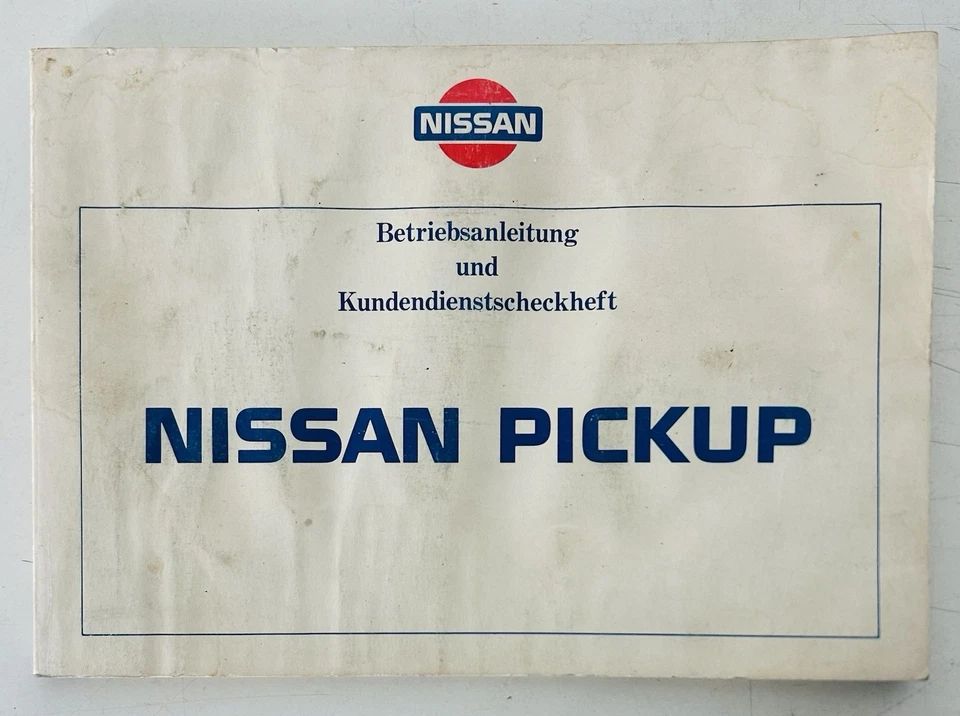 NISSAN
Betriebsanleitung
und
Kundendienstscheckheft
NISSAN PICKUP